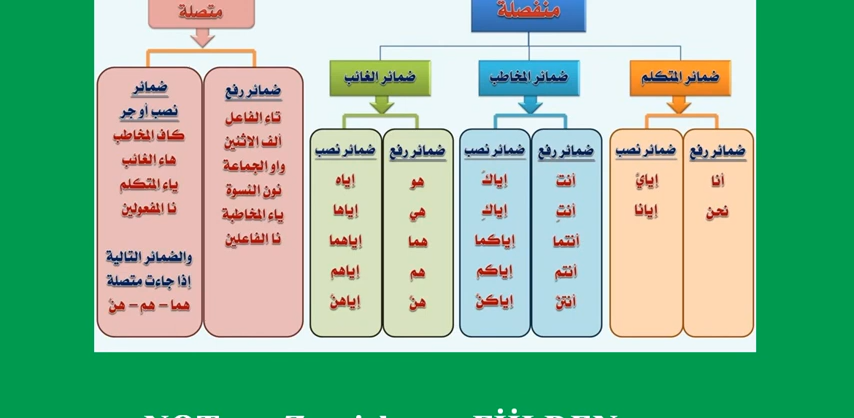 منفصلة
متصلة
ضمائر المتكلم
ضمائر المخاطب
ضمائر الغائب
ضمائر رفع
أنا
نحن
ضمائر نصب
إيايَ
إيانا
ضمائر رفع
أنتَ
أنتِ
أنتما
أنتم
أنتنّ
ضمائر نصب
إياكَ
إياكِ
إياكما
إياكم
إياكنّ
ضمائر رفع
هو
هي
هما
هم
هنّ
ضمائر نصب
إياه
إياها
إياهما
إياهم
إياهنّ
ضمائر رفع
تاء الفاعل
ألف الاثنين
واو الجماعة
نون النسوة
ياء المخاطبة
نا الفاعلين
ضمائر
نصب أو جر
كاف المخاطب
هاء الغائب
ياء المتكلم
نا المفعولين
والضمائر التالية
إذا جاءت متصلة
هما – هم – هنّ